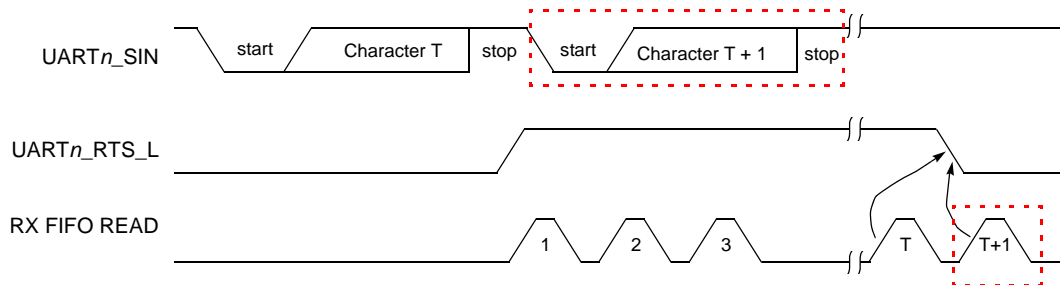 UARTn_SIN start Character T stop start Character T + 1 stop
UARTn_RTS_L
RX FIFO READ 1 2 3 T T+1